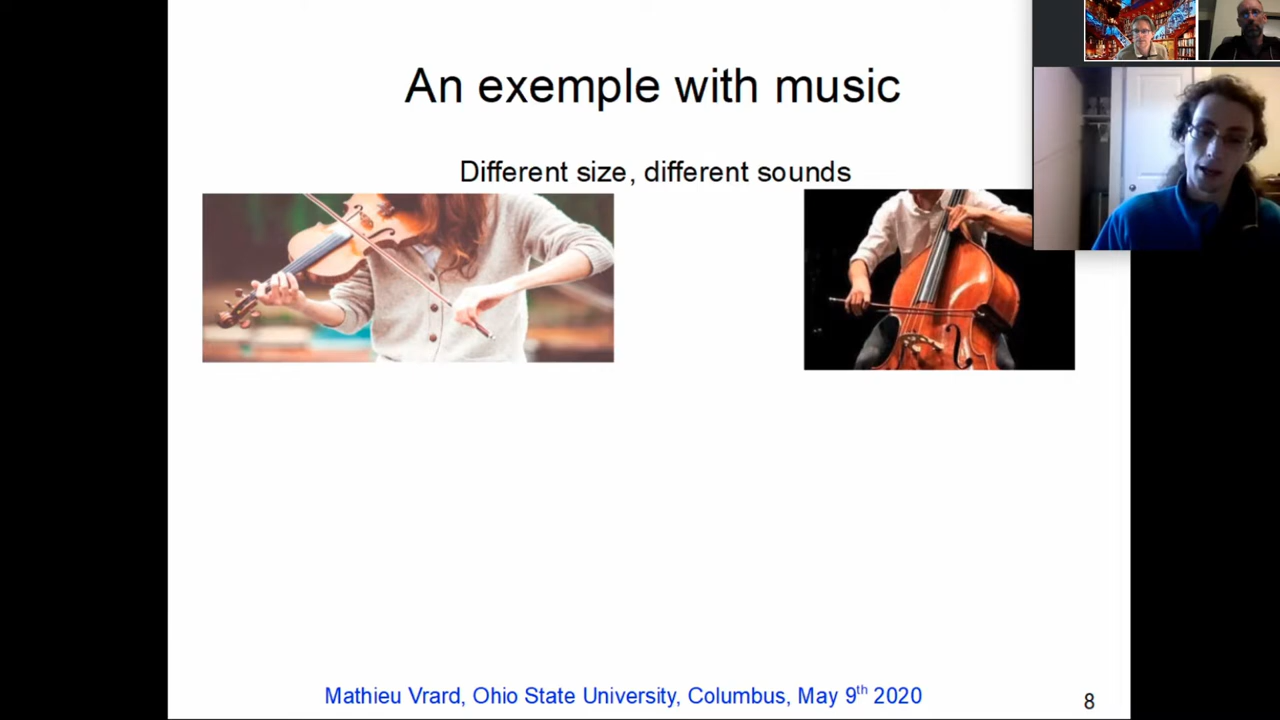 An exemple with music
Different size, different sounds
Mathieu Vrard, Ohio State University, Columbus, May 9th 2020
8